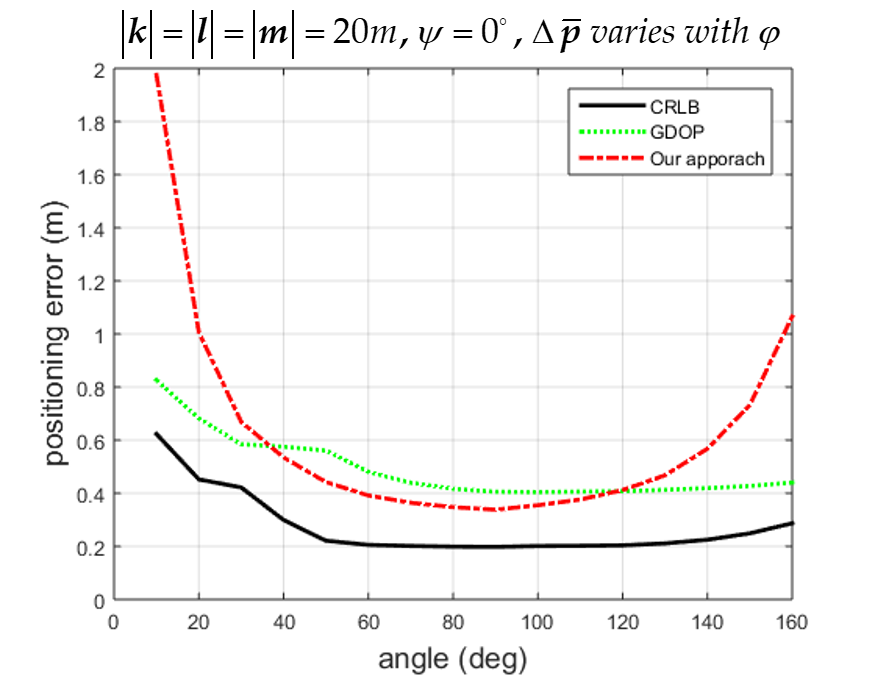 |k| = |l| = |m| = 20m, ψ = 0°, Δp̅ varies with φ
2
1.8
1.6
1.4
1.2
1
0.8
0.6
0.4
0.2
0
positioning error (m)
CRLB
GDOP
Our apporach
0 20 40 60 80 100 120 140 160
angle (deg)